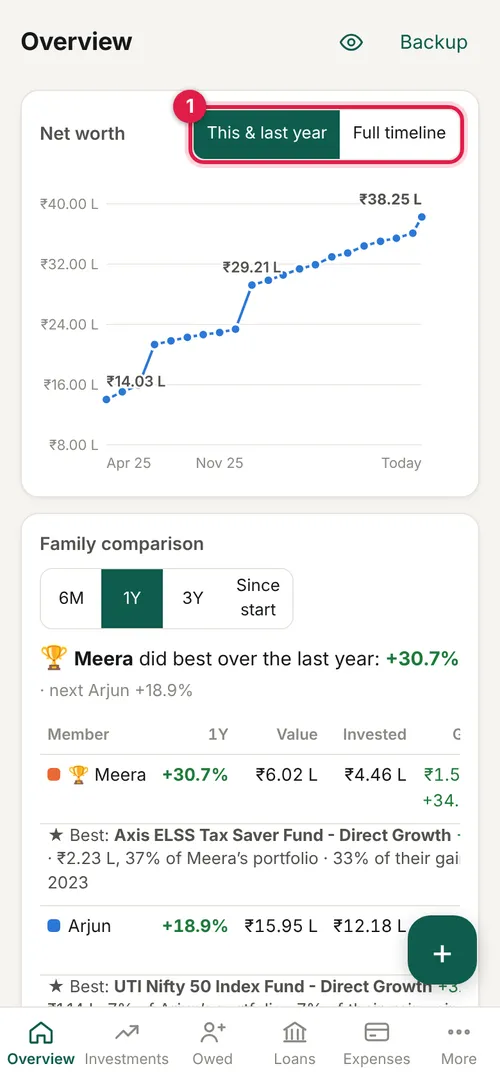 Overview
Backup
1
Net worth
This & last year
Full timeline
₹40.00 L
₹38.25 L
₹32.00 L
₹29.21 L
₹24.00 L
₹16.00 L
₹14.03 L
₹8.00 L
Apr 25
Nov 25
Today
Family comparison
6M
1Y
3Y
Since
start
🏆 Meera did best over the last year: +30.7%
· next Arjun +18.9%
Member 1Y Value Invested
🏆 Meera +30.7% ₹6.02 L ₹4.46 L ₹1.5
+34.
★ Best: Axis ELSS Tax Saver Fund - Direct Growth
· ₹2.23 L, 37% of Meera’s portfolio · 33% of their gai
2023
Arjun +18.9% ₹15.95 L ₹12.18 L
+
★ Best: UTI Nifty 50 Index Fund - Direct Growth +3.
Overview
Investments
Owed
Loans
Expenses
More